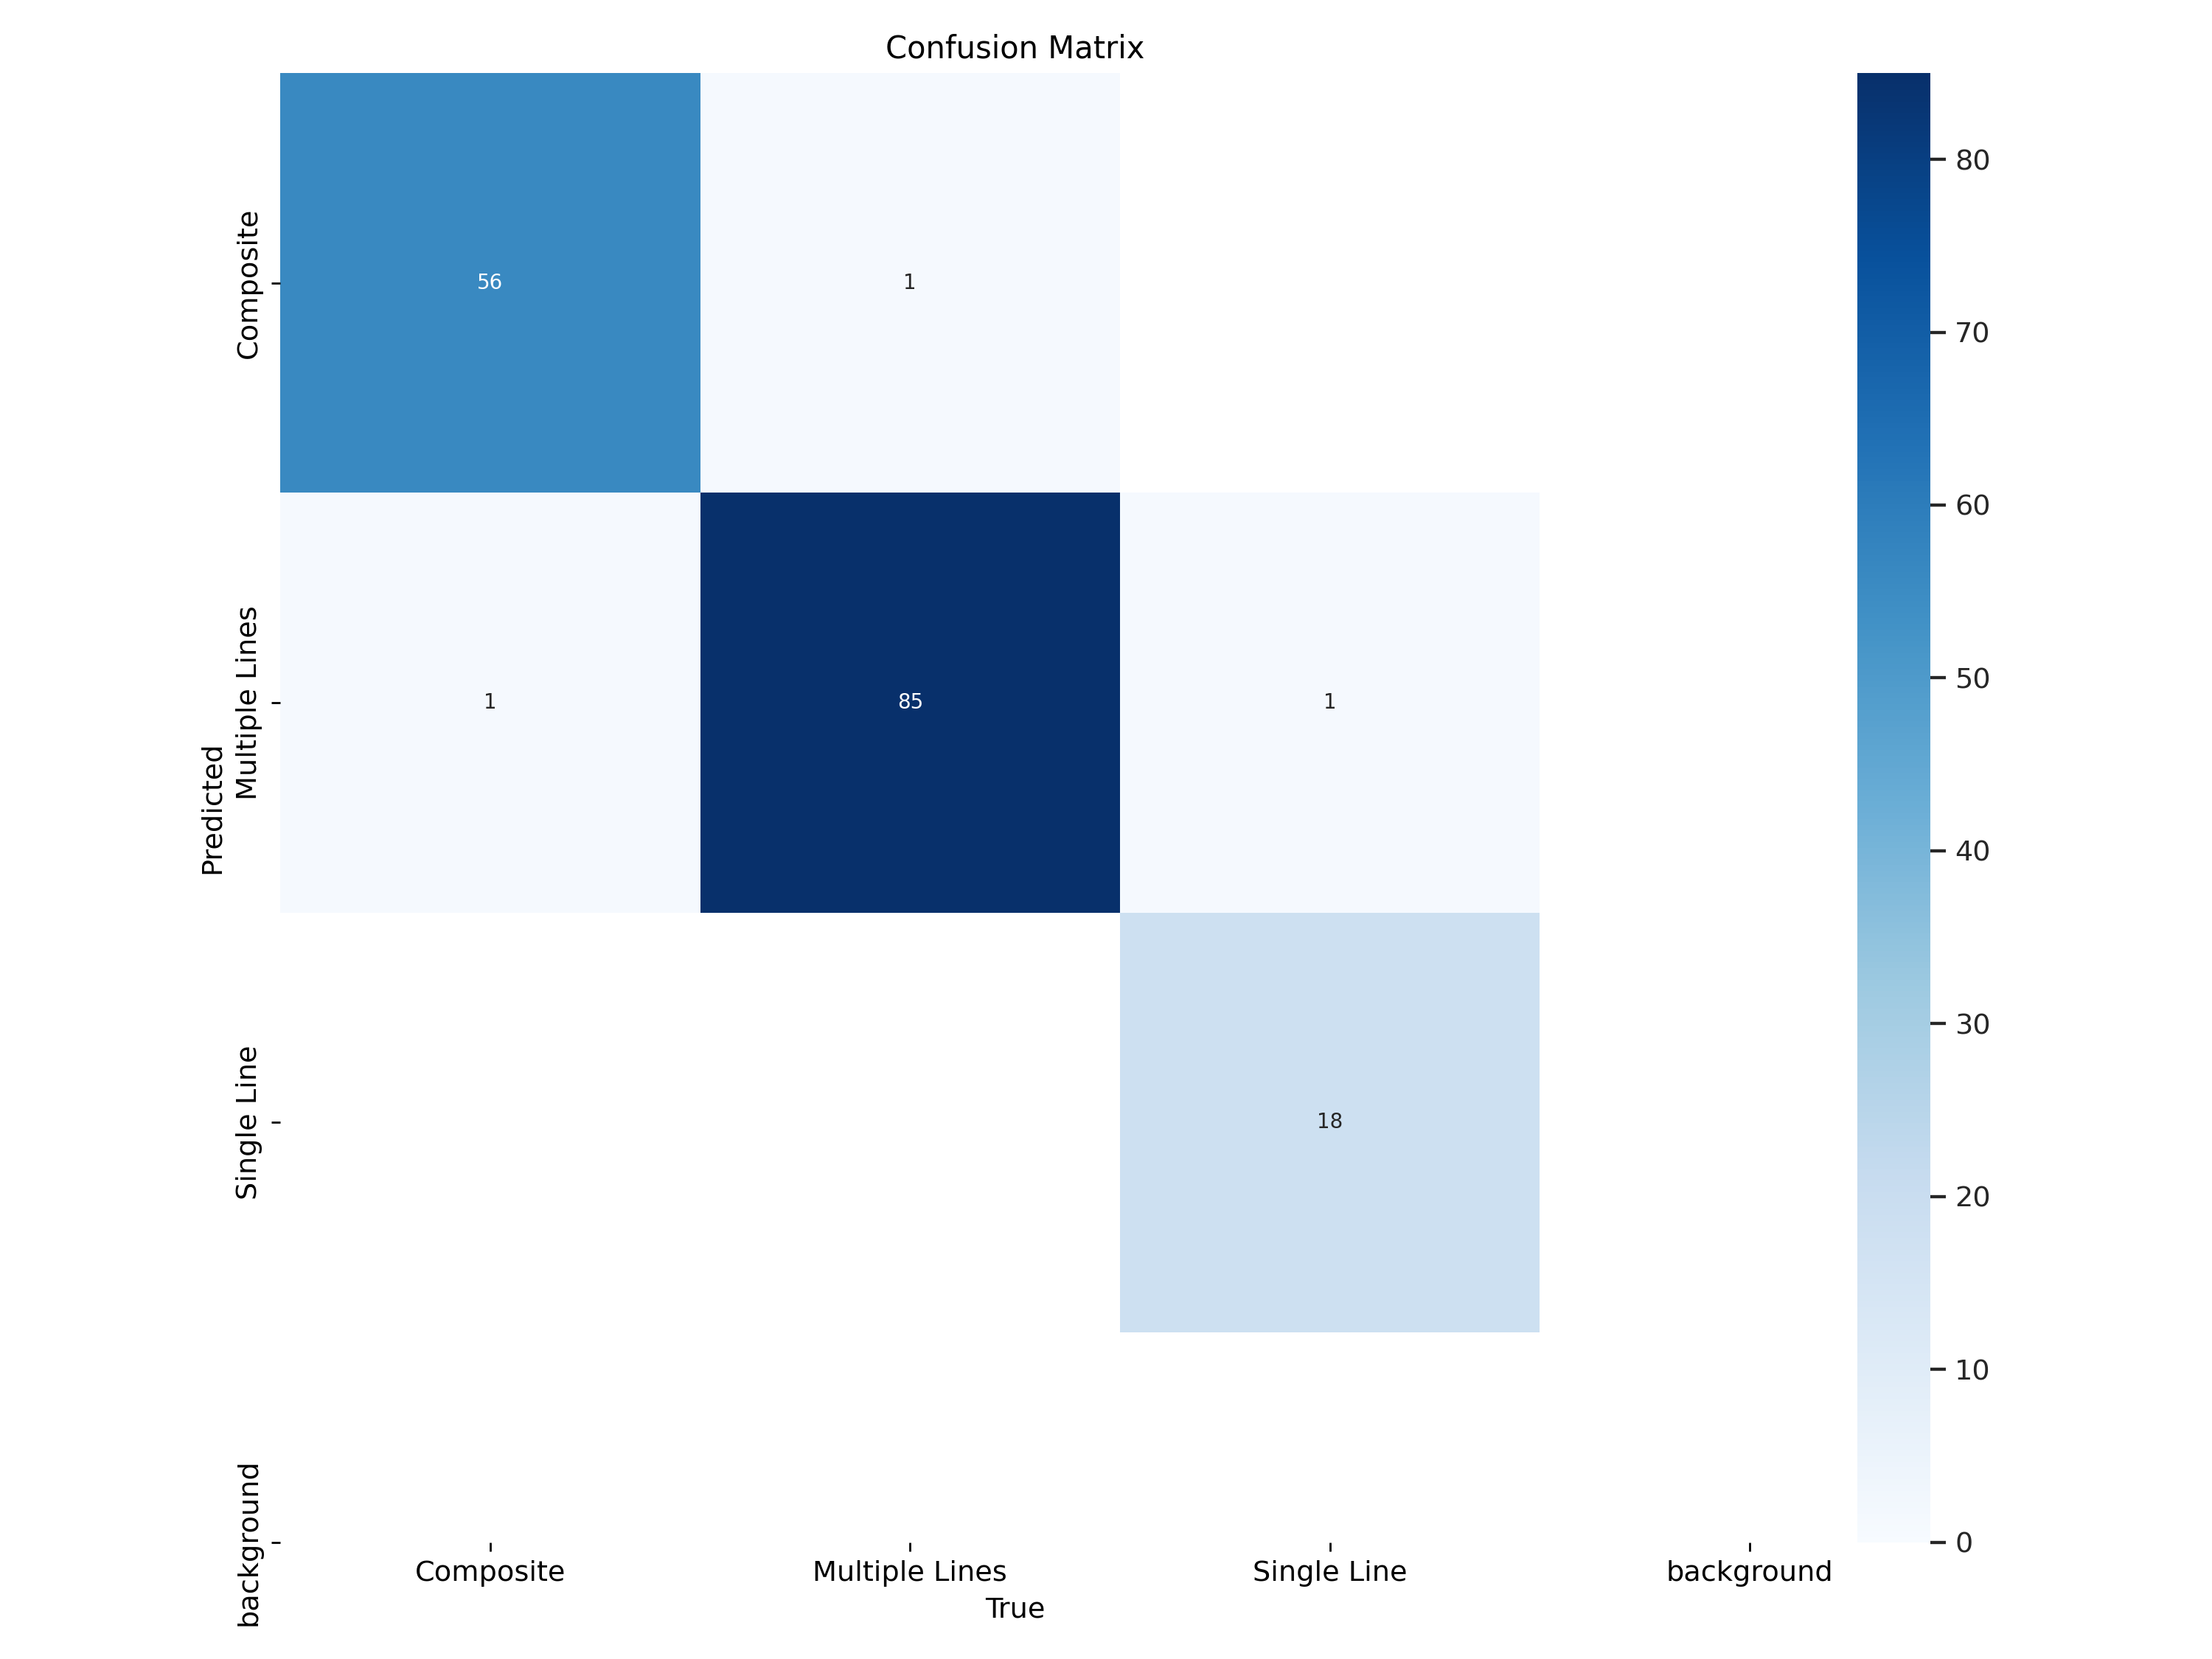 Confusion Matrix
Composite
Multiple Lines
Single Line
background
Predicted
56
1
1
85
1
18
Composite
Multiple Lines
Single Line
background
True
80
70
60
50
40
30
20
10
0